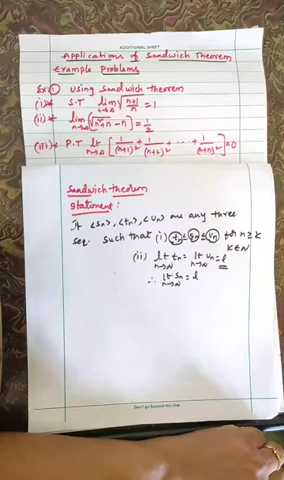 ADDITIONAL SHEET
Applications of Sandwich Theorem
Example Problems
Ex: ① Using Sandwich theorem
(i)* S.T lim n→∞ √(n+1)/n = 1
(ii)* lim n→∞ (√(n²+n) - n) = 1/2
(iii)* P.T lt n→∞ [1/(n+1)² + 1/(n+2)² + ... + 1/(n+n)²] = 0
Sandwich theorem
Statement:
If <Sn>, <tn>, <Un> are any three
seq. such that (i) tn ≤ Sn ≤ Un for n ≥ K
K ∈ N
(ii) lt n→∞ tn = lt n→∞ Un = l
∴ lt n→∞ Sn = l
Don't go beyond this line